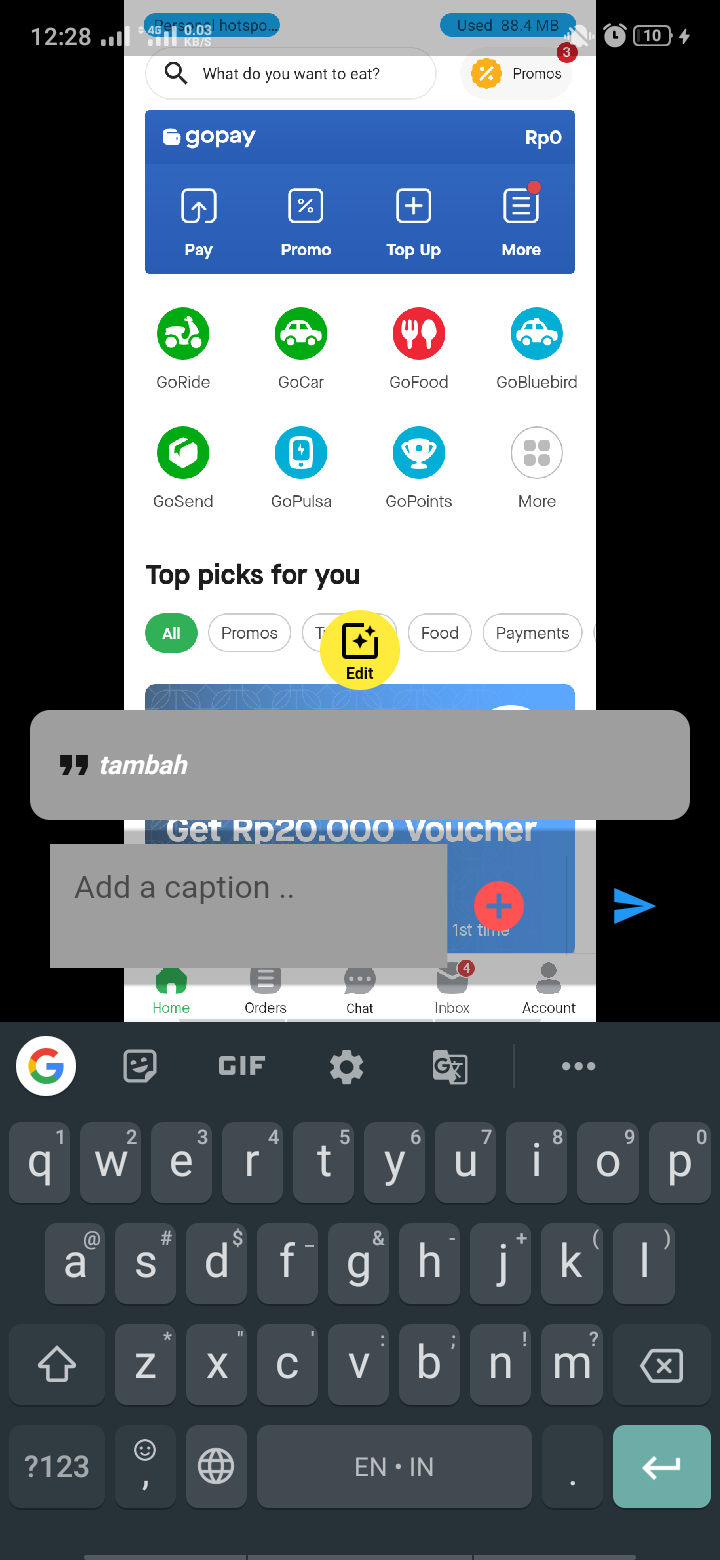 12:28 4G 0.03 KB/S 10
Personal hotspo... Used 88.4 MB
What do you want to eat? Promos 3
gopay Rp0
Pay Promo Top Up More
GoRide GoCar GoFood GoBluebird
GoSend GoPulsa GoPoints More
Top picks for you
All Promos Food Payments
Edit
tambah
Get Rp20.000 Voucher
Add a caption ..
1st time
4
Home Orders Chat Inbox Account
G GIF G
q 1 w 2 e 3 r 4 t 5 y 6 u 7 i 8 o 9 p 0
a @ s # d $ f _ g & h - j + k ( l )
z * x " c ' v : b ; n ! m ?
?123 , EN • IN .